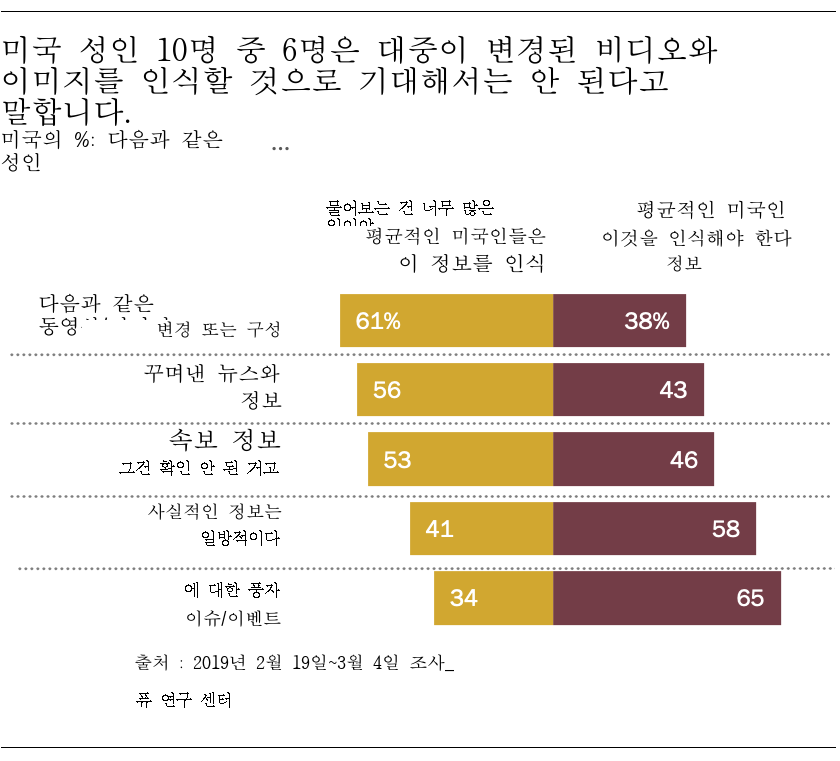 미국 성인 10명 중 6명은 대중이 변경된 비디오와
이미지를 인식할 것으로 기대해서는 안 된다고
말합니다.
미국의 %: 다음과 같은 ...
성인
물어보는 건 너무 많은
평균적인 미국인들은
이 정보를 인식
평균적인 미국인
이것을 인식해야 한다
정보
다음과 같은
변경 또는 구성
61% 38%
꾸며낸 뉴스와
정보
56 43
속보 정보
그건 확인 안 된 거고
53 46
사실적인 정보는
일방적이다
41 58
에 대한 풍자
이슈/이벤트
34 65
출처 : 2019년 2월 19일~3월 4일 조사_
퓨 연구 센터